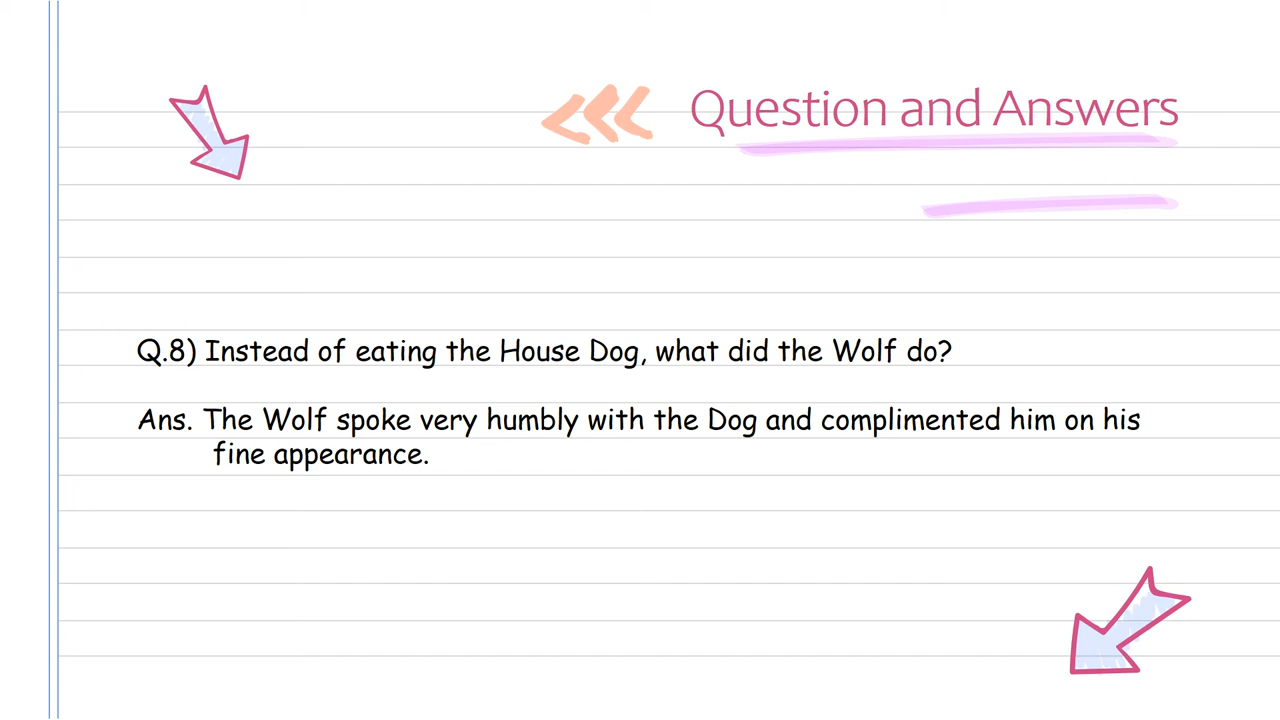 Question and Answers
Q.8) Instead of eating the House Dog, what did the Wolf do?
Ans. The Wolf spoke very humbly with the Dog and complimented him on his
fine appearance.